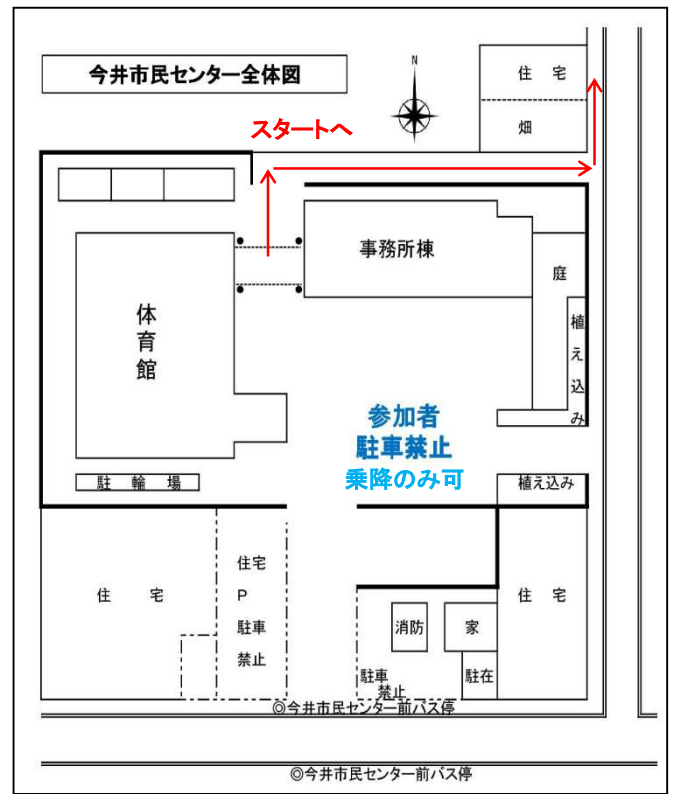 今井市民センター全体図
N
住 宅
畑
スタートへ
事務所棟
庭
体育館
植え込み
参加者
駐車禁止
乗降のみ可
駐 輪 場
植え込み
住 宅
住宅
P
駐車
禁止
消防
家
住 宅
駐車
禁止
駐在
◎今井市民センター前バス停
◎今井市民センター前バス停